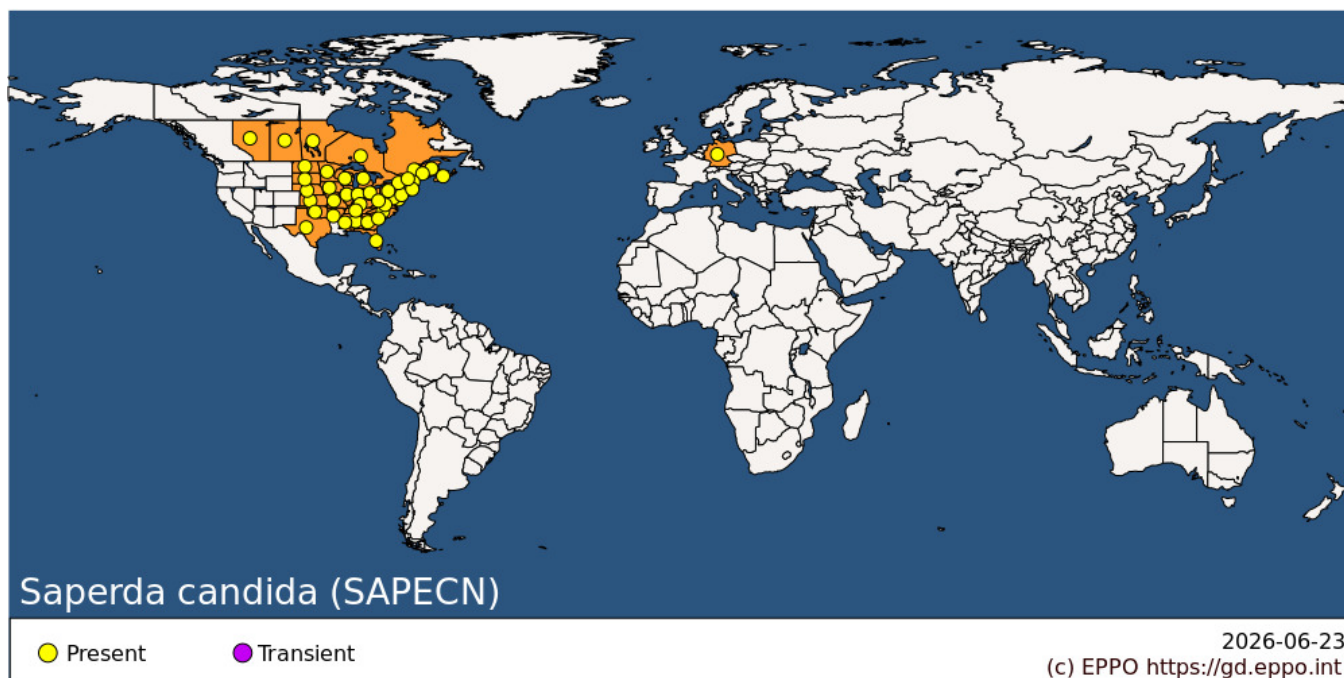 Saperda candida (SAPECN)
Present
Transient
2026-06-23
(c) EPPO https://gd.eppo.int